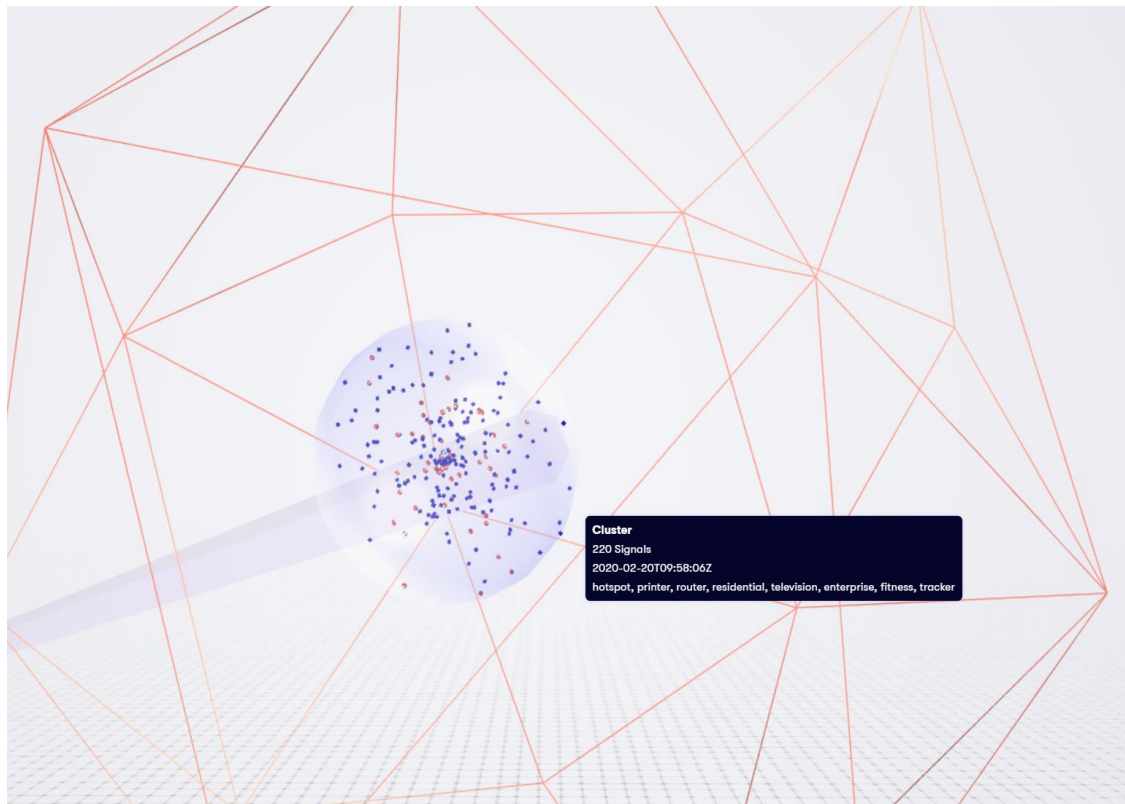 Cluster
220 Signals
2020-02-20T09:58:06Z
hotspot, printer, router, residential, television, enterprise, fitness, tracker